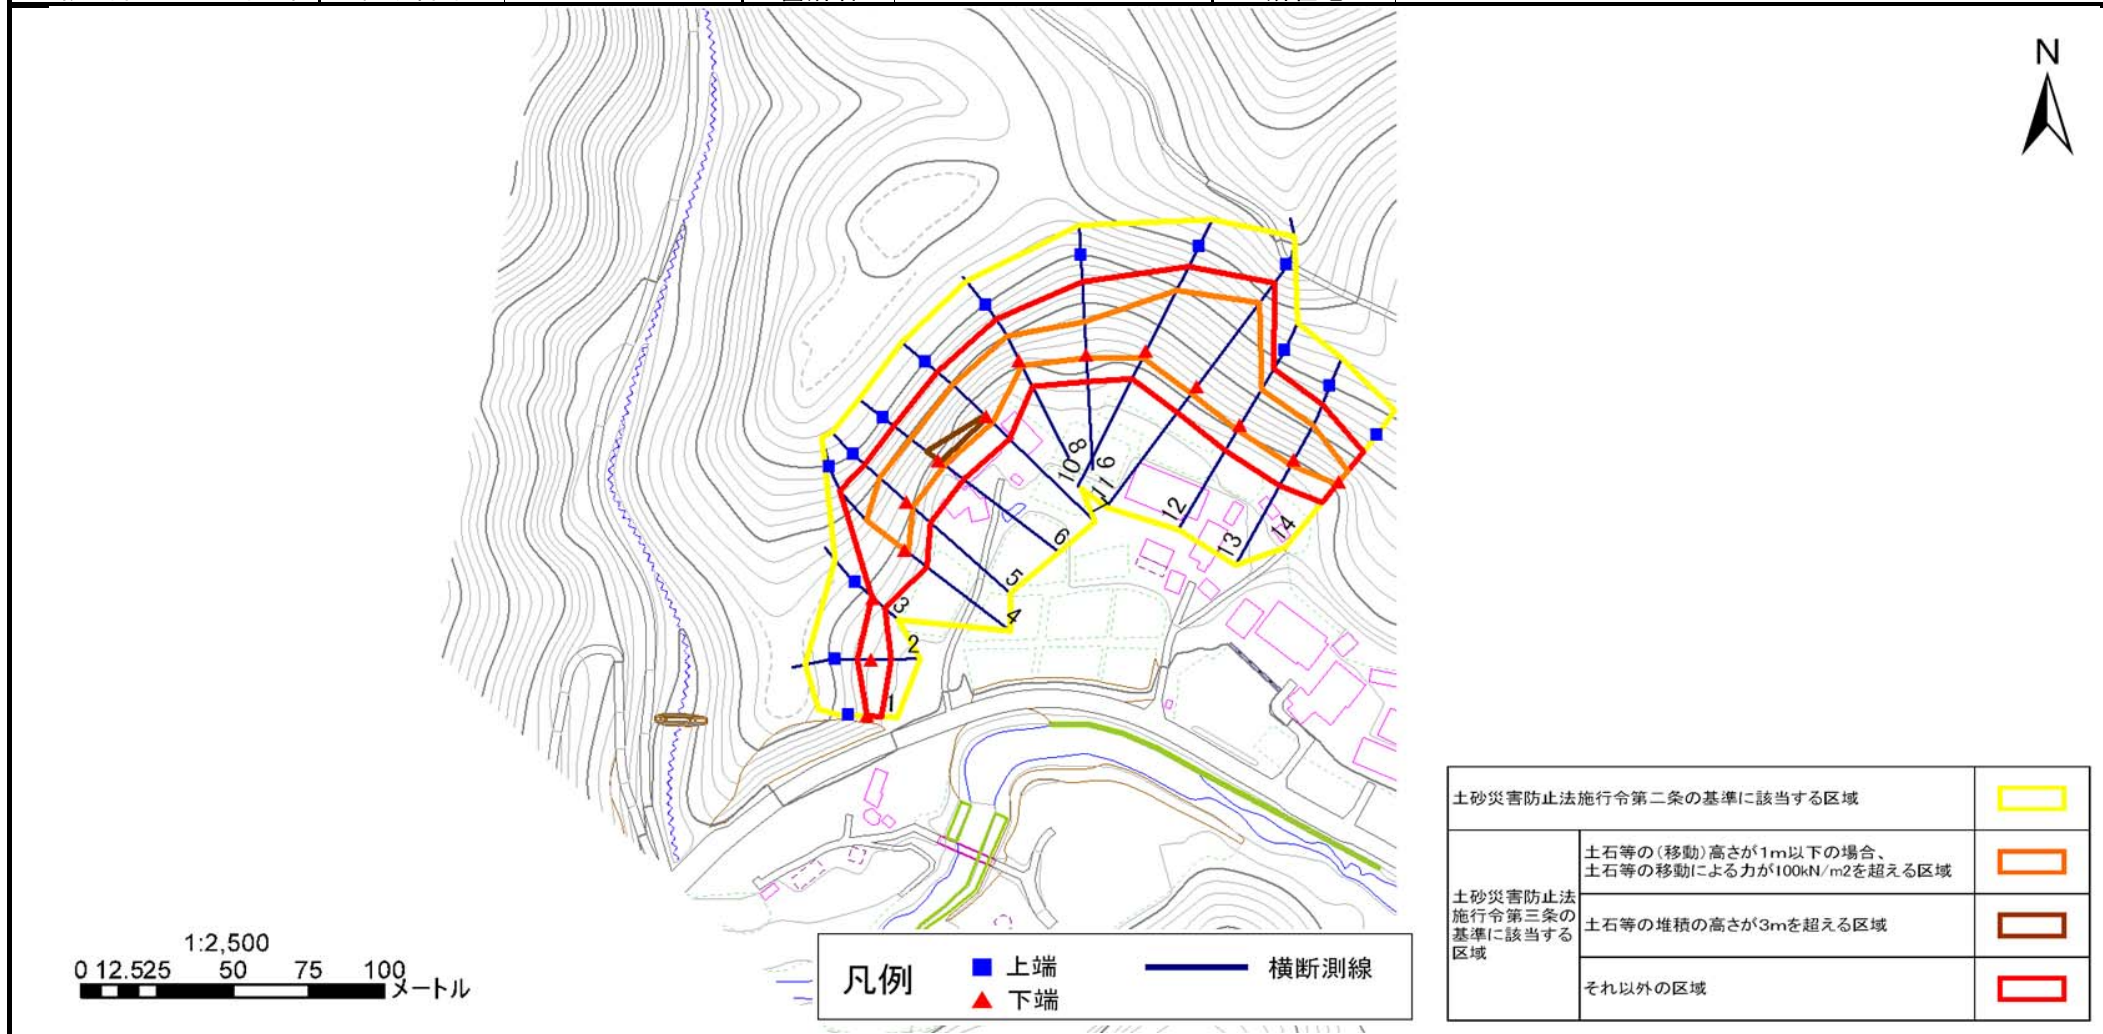 N
10
8
9
11
12
13
14
6
5
4
3
2
1
1:2,500
0 12.525 50 75 100
メートル
凡例
上端
下端
横断測線
土砂災害防止法施行令第二条の基準に該当する区域
土砂災害防止法
施行令第三条の
基準に該当する
区域
土石等の(移動)高さが1m以下の場合、
土石等の移動による力が100kN/m2を超える区域
土石等の堆積の高さが3mを超える区域
それ以外の区域